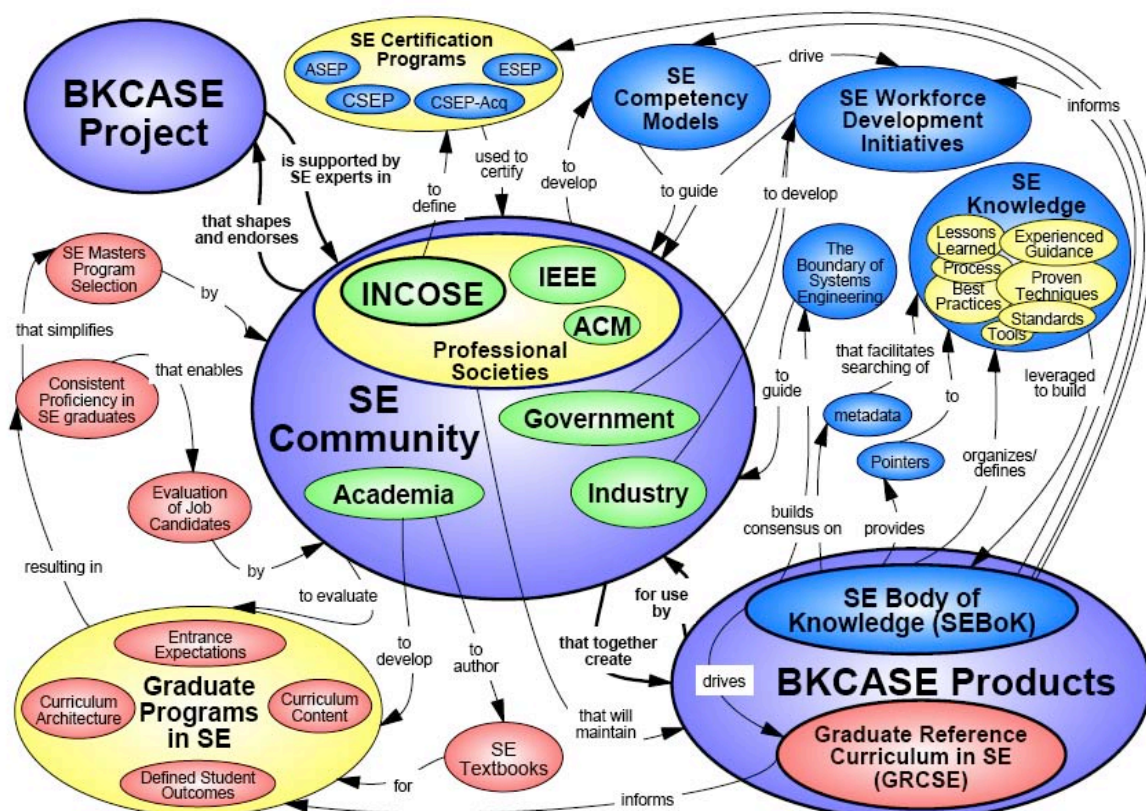 BKCASE
Project
SE Certification
Programs
ASEP
ESEP
CSEP
CSEP-Acq
SE
Competency
Models
drive
SE Workforce
Development
Initiatives
informs
is supported by
SE experts in
used to
certify
to
define
to
develop
to guide
to develop
that shapes
and endorses
SE
Knowledge
Lessons
Learned
Experienced
Guidance
Process
Best
Practices
Proven
Techniques
Standards
Tools
SE Masters
Program
Selection
by
The
Boundary
of Systems
Engineering
INCOSE
IEEE
ACM
Professional
Societies
that simplifies
that enables
Consistent
Proficiency in
SE graduates
SE
Community
Government
Academia
Industry
to
guide
that facilitates
searching of
to
leveraged
to build
metadata
Pointers
organizes/
defines
Evaluation
of Job
Candidates
by
resulting in
to evaluate
builds
consensus on
provides
for use
by
that together
create
SE Body of
Knowledge (SEBoK)
BKCASE Products
drives
Graduate Reference
Curriculum in SE
(GRCSE)
Entrance
Expectations
Curriculum
Architecture
Graduate
Programs
in SE
Curriculum
Content
Defined Student
Outcomes
to
develop
to
author
that will
maintain
SE
Textbooks
for
informs